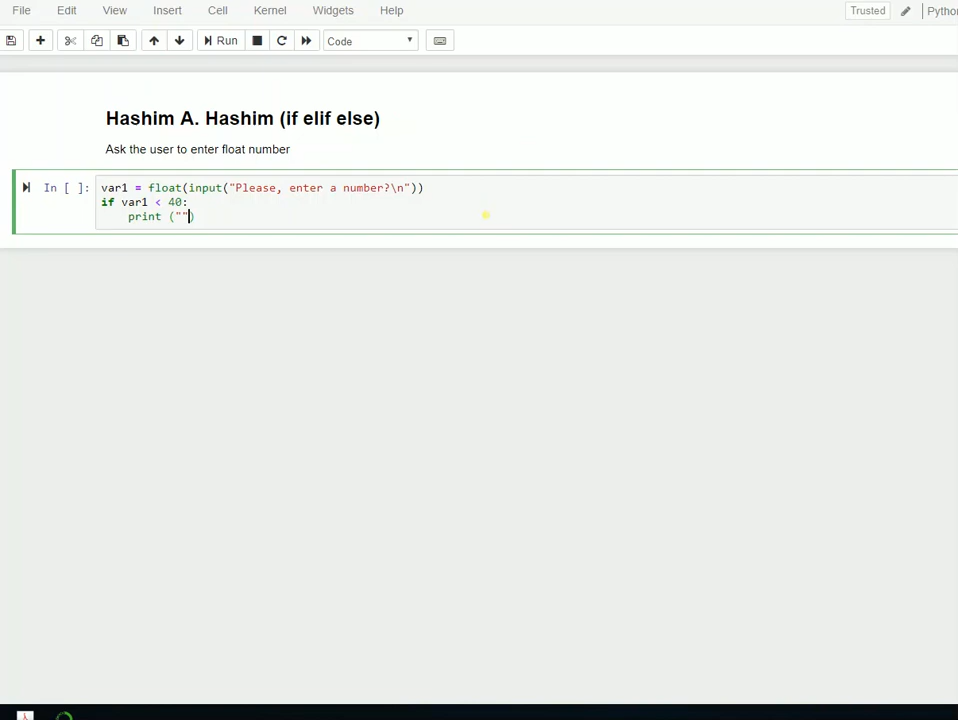 File Edit View Insert Cell Kernel Widgets Help Trusted
Run Code
Hashim A. Hashim (if elif else)
Ask the user to enter float number
In [ ]: var1 = float(input("Please, enter a number?\n"))
if var1 < 40:
print ("")